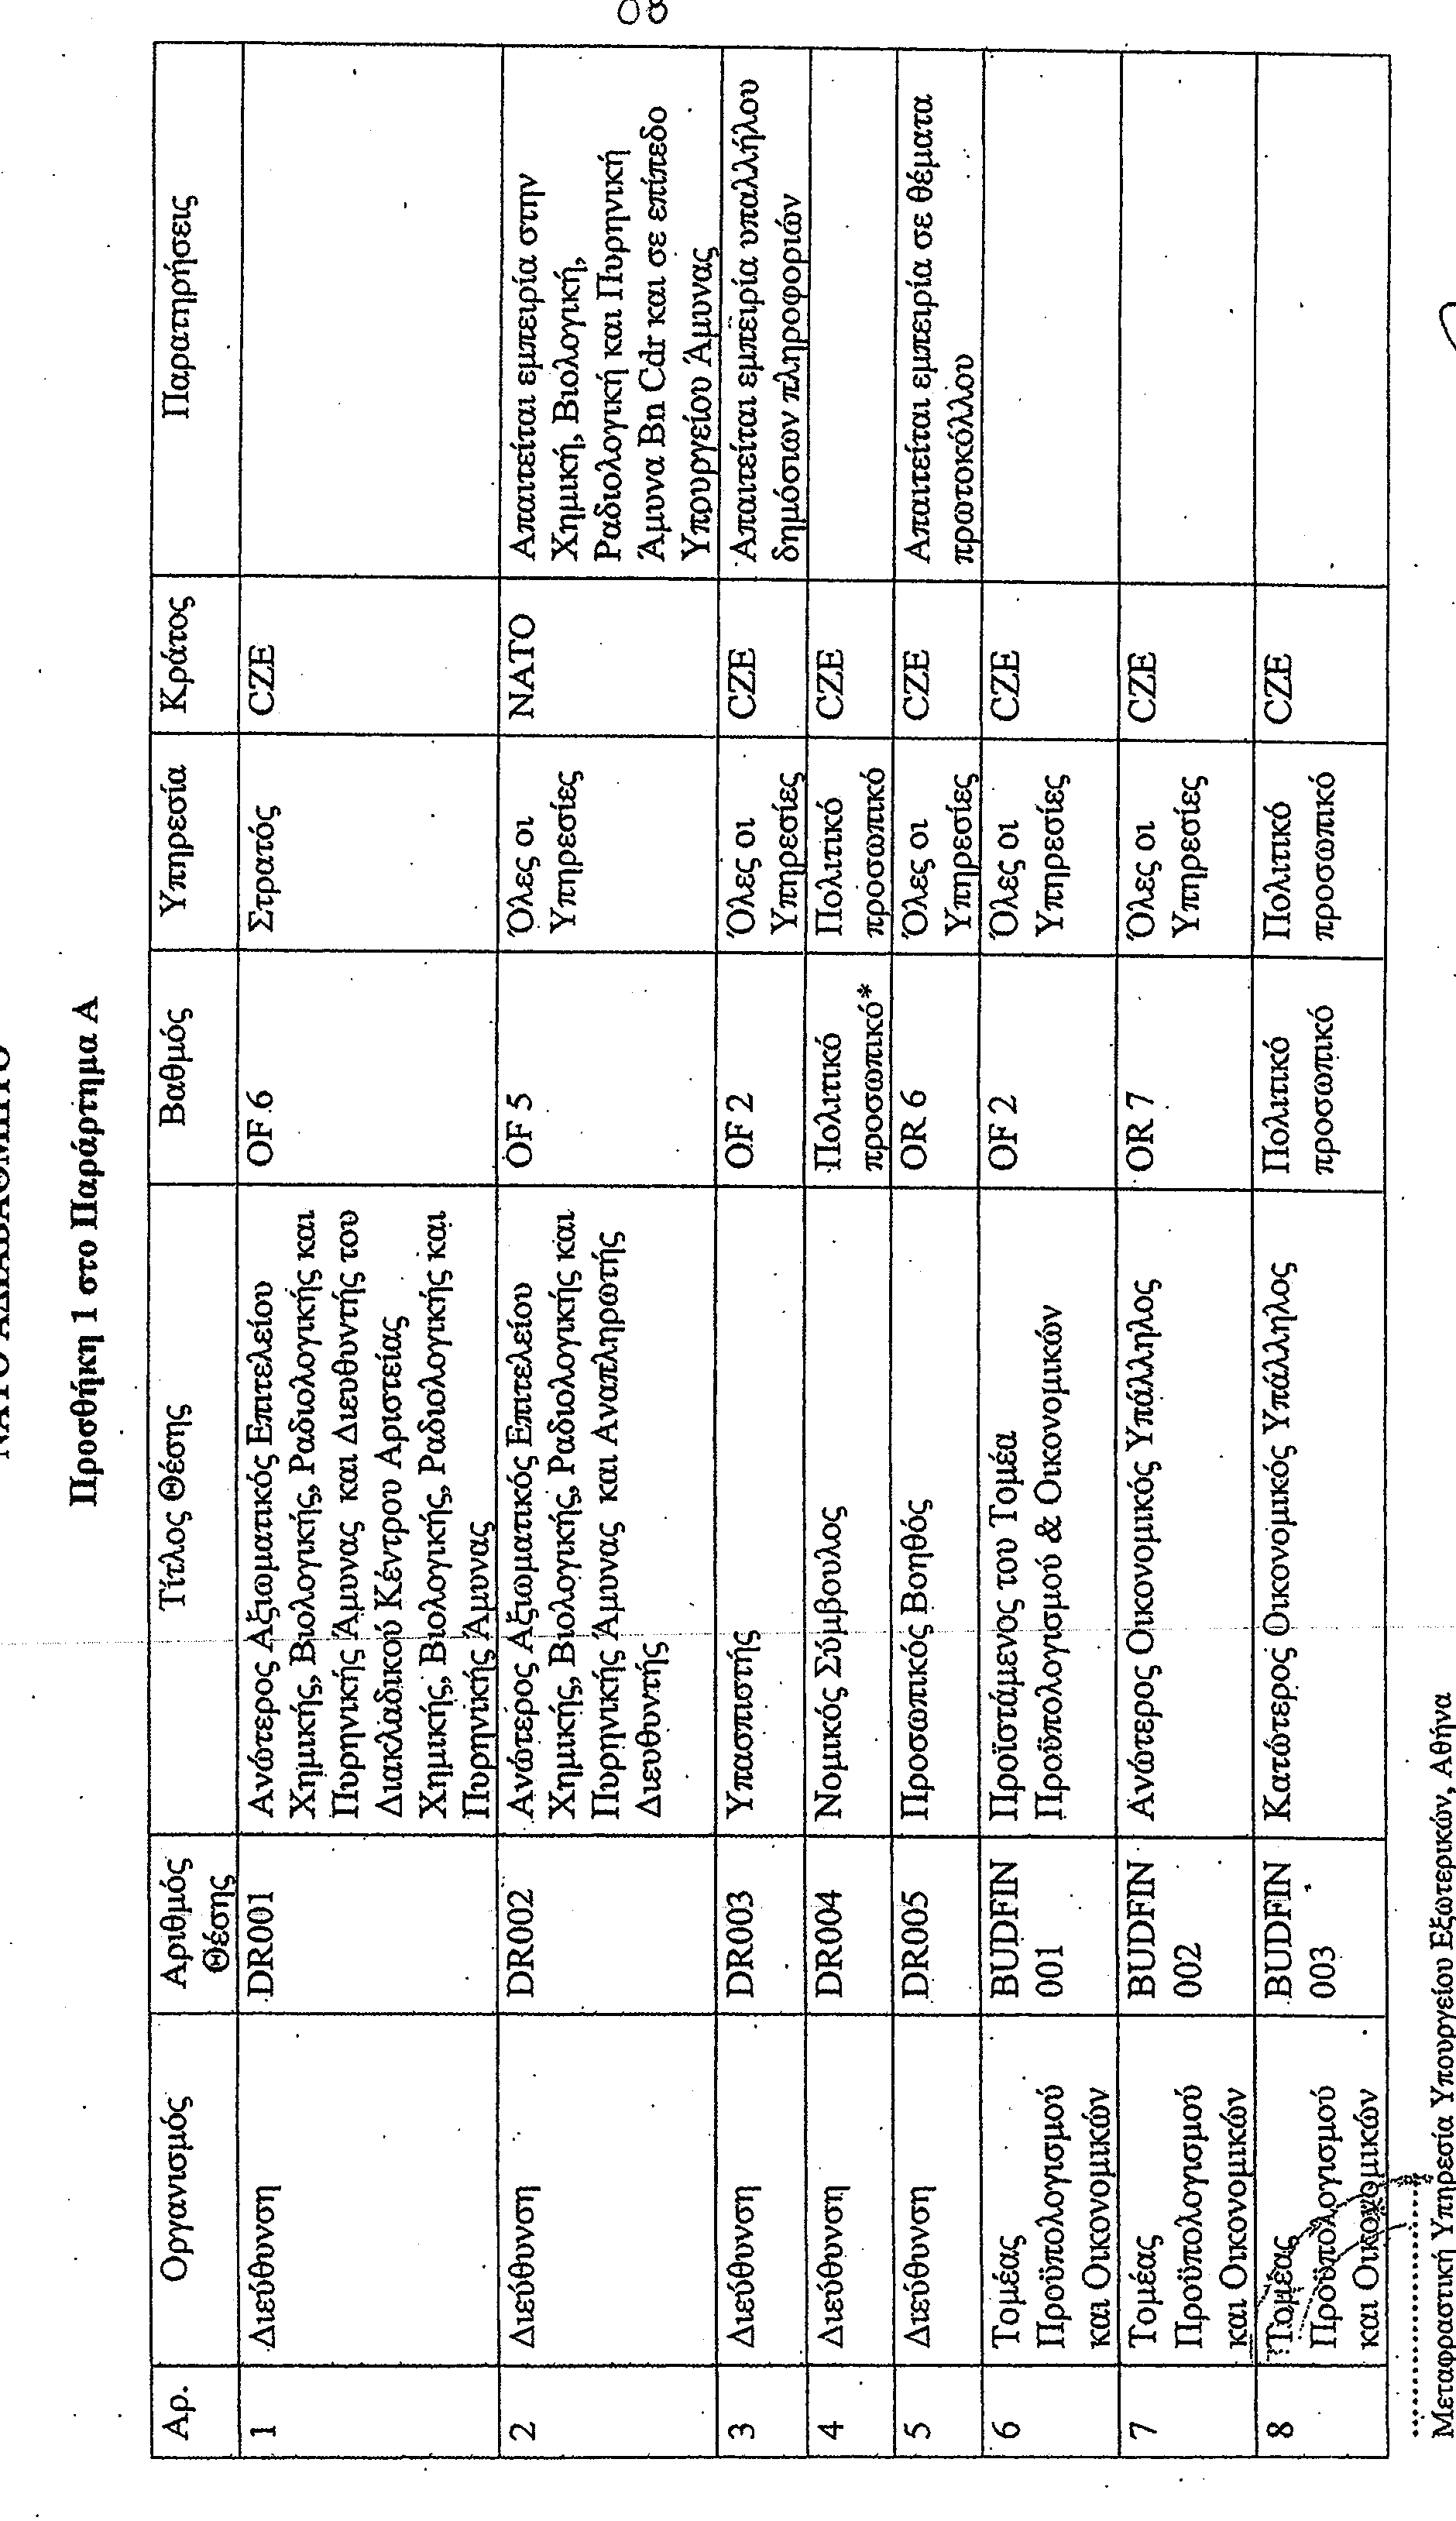 Προσθήκη 1 στο Παράρτημα Α
Αρ. Οργανισμός Αριθμός Θέσης Τίτλος Θέσης Βαθμός Υπηρεσία Κράτος Παρατηρήσεις
1 Διεύθυνση DR001 Ανώτερος Αξιωματικός Επιτελείου OF 6 Στρατός CZE
Χημικής, Βιολογικής, Ραδιολογικής και
Πυρηνικής Άμυνας και Διευθυντής του
Διακλαδικού Κέντρου Αριστείας
Χημικής, Βιολογικής, Ραδιολογικής και
Πυρηνικής Άμυνας
2 Διεύθυνση DR002 Ανώτερος Αξιωματικός Επιτελείου OF 5 Όλες οι NATO Απαιτείται εμπειρία στην
Χημικής, Βιολογικής, Ραδιολογικής και Υπηρεσίες Χημική, Βιολογική,
Πυρηνικής Άμυνας και Αναπληρωτής Ραδιολογική και Πυρηνική
Διευθυντής Άμυνα Bn Cdr και σε επίπεδο
Υπουργείου Άμυνας
3 Διεύθυνση DR003 Υπασπιστής OF 2 Όλες οι CZE Απαιτείται εμπειρία υπαλλήλου
Υπηρεσίες δημόσιων πληροφοριών
4 Διεύθυνση DR004 Νομικός Σύμβουλος Πολιτικό Πολιτικό CZE
προσωπικό* προσωπικό
5 Διεύθυνση DR005 Προσωπικός Βοηθός OR 6 Όλες οι CZE Απαιτείται εμπειρία σε θέματα
Υπηρεσίες πρωτοκόλλου
6 Τομέας BUDFIN Προϊστάμενος του Τομέα OF 2 Όλες οι CZE
Προϋπολογισμού 001 Προϋπολογισμού & Οικονομικών Υπηρεσίες
και Οικονομικών
7 Τομέας BUDFIN Ανώτερος Οικονομικός Υπάλληλος OR 7 Όλες οι CZE
Προϋπολογισμού 002 Υπηρεσίες
και Οικονομικών
8 Τομέας BUDFIN Κατώτερος Οικονομικός Υπάλληλος Πολιτικό Πολιτικό CZE
Προϋπολογισμού 003 προσωπικό προσωπικό
και Οικονομικών
Μεταφραστική Υπηρεσία Υπουργείου Εξωτερικών, Αθήνα